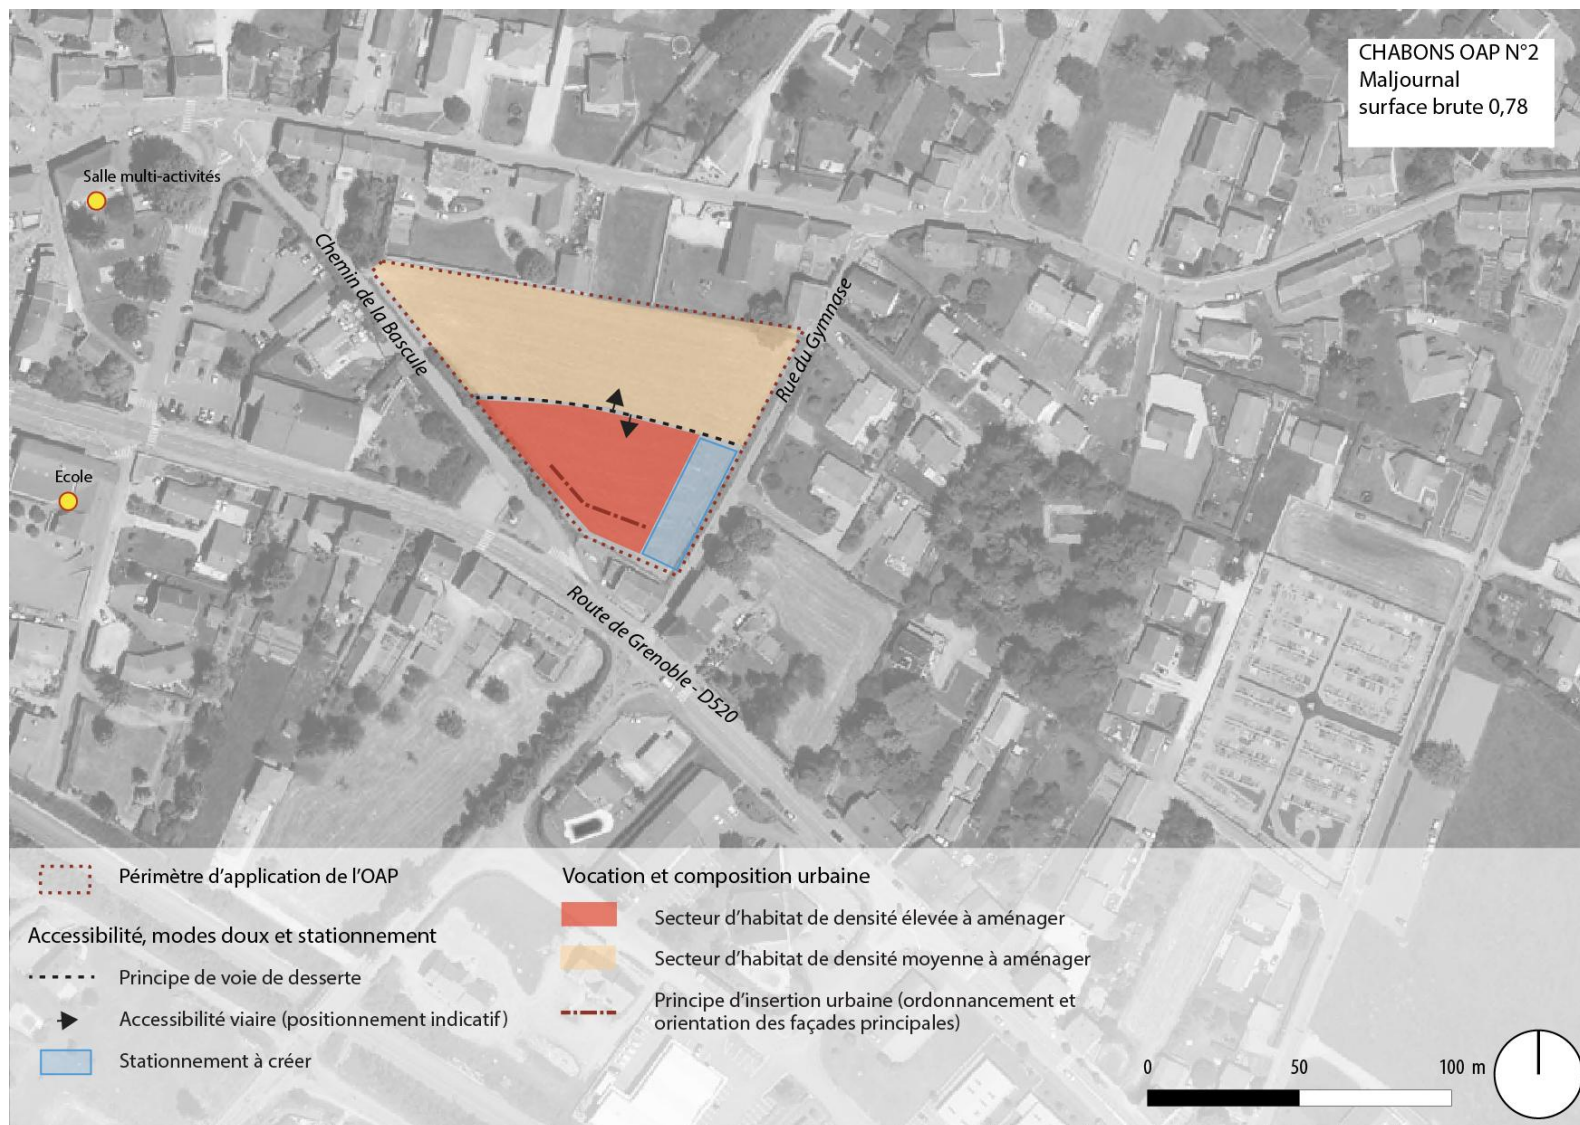 CHABONS OAP N°2
Maljournal
surface brute 0,78
Salle multi-activités
Chemin de la Bascule
Rue du Gymnase
Ecole
Route de Grenoble - D520
Périmètre d'application de l'OAP
Accessibilité, modes doux et stationnement
Principe de voie de desserte
Accessibilité viaire (positionnement indicatif)
Stationnement à créer
Vocation et composition urbaine
Secteur d'habitat de densité élevée à aménager
Secteur d'habitat de densité moyenne à aménager
Principe d'insertion urbaine (ordonnancement et
orientation des façades principales)
0 50 100 m